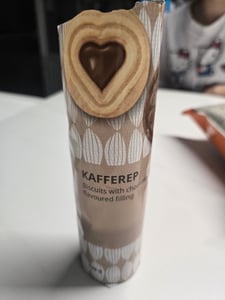 KAFFEREP
Biscuits with choc
flavoured filling